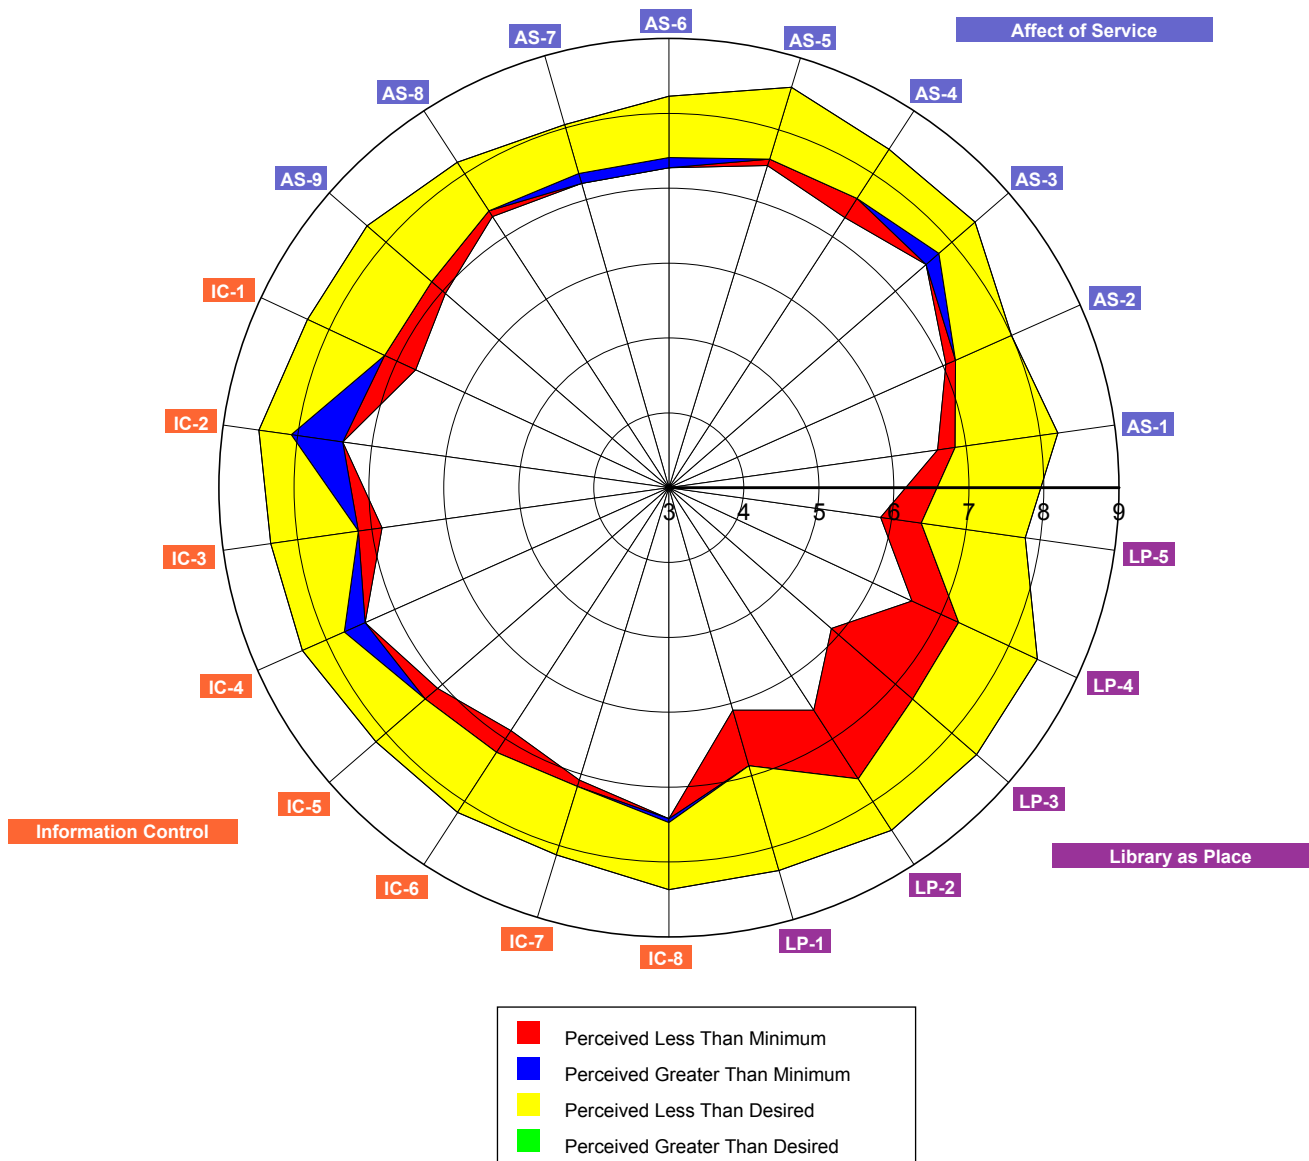 AS-6
AS-7
AS-5
Affect of Service
AS-8
AS-4
AS-9
AS-3
IC-1
AS-2
IC-2
AS-1
3 4 5 6 7 8 9
IC-3
LP-5
IC-4
LP-4
IC-5
LP-3
Information Control
Library as Place
IC-6
LP-2
IC-7
LP-1
IC-8
Perceived Less Than Minimum
Perceived Greater Than Minimum
Perceived Less Than Desired
Perceived Greater Than Desired